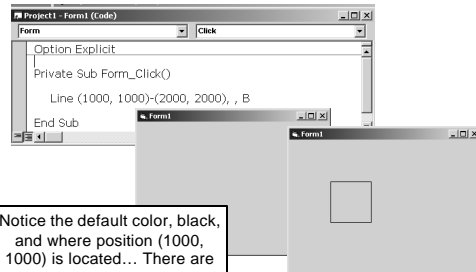 Project1 - Form1 (Code)
Form Click
Option Explicit
Private Sub Form_Click()
Line (1000, 1000)-(2000, 2000), , B
End Sub
Form1
Form1
Notice the default color, black,
and where position (1000,
1000) is located… There are